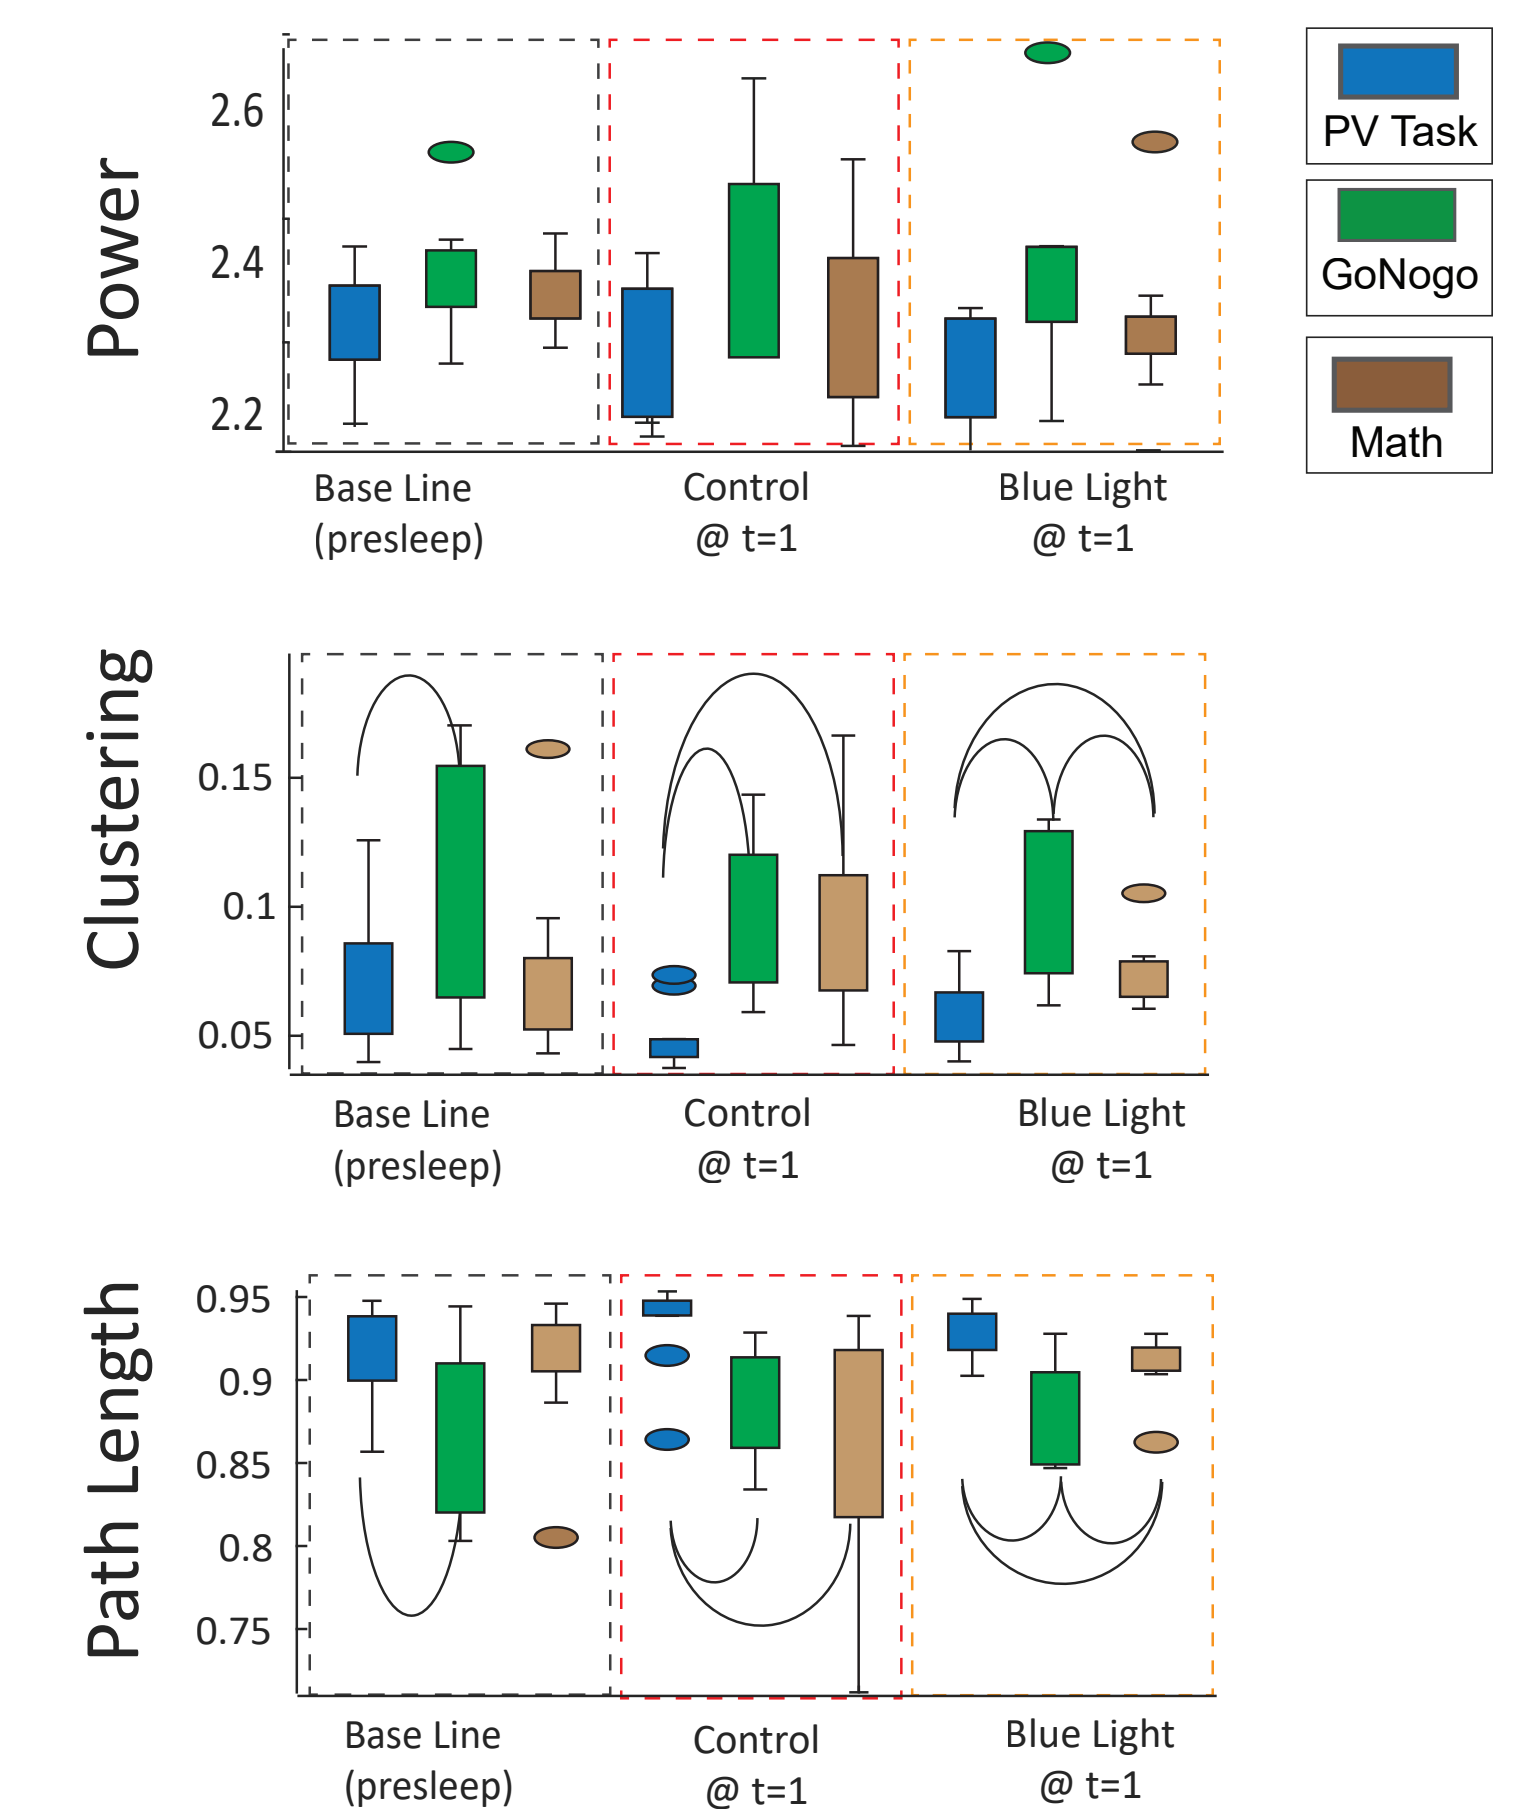 Power
2.6
2.4
2.2
Base Line
(presleep)
Control
@ t=1
Blue Light
@ t=1
PV Task
GoNogo
Math
Clustering
0.15
0.1
0.05
Base Line
(presleep)
Control
@ t=1
Blue Light
@ t=1
Path Length
0.95
0.9
0.85
0.8
0.75
Base Line
(presleep)
Control
@ t=1
Blue Light
@ t=1